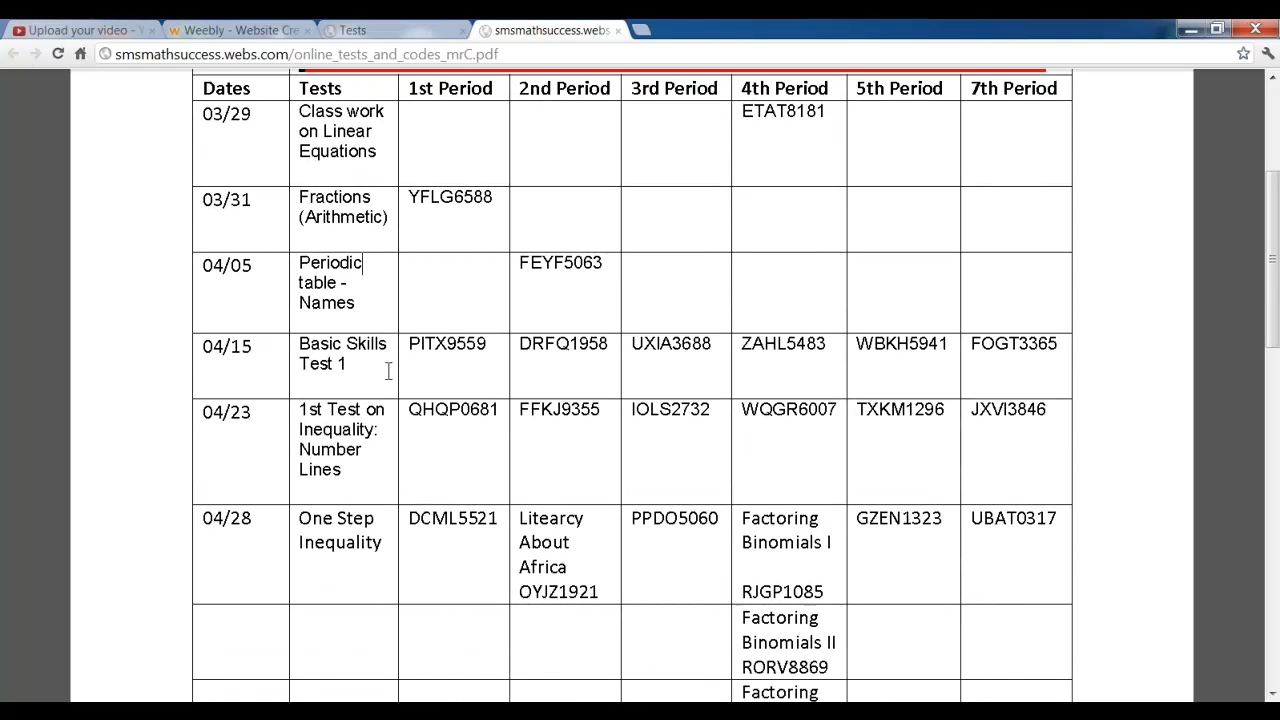 Upload your video - Y
Weebly - Website Cre
Tests
smsmathsuccess.webs
smsmathsuccess.webs.com/online_tests_and_codes_mrC.pdf
Dates Tests 1st Period 2nd Period 3rd Period 4th Period 5th Period 7th Period
03/29 Class work ETAT8181
on Linear
Equations
03/31 Fractions YFLG6588
(Arithmetic)
04/05 Periodic FEYF5063
table -
Names
04/15 Basic Skills PITX9559 DRFQ1958 UXIA3688 ZAHL5483 WBKH5941 FOGT3365
Test 1
04/23 1st Test on QHQP0681 FFKJ9355 IOLS2732 WQGR6007 TXKM1296 JXVI3846
Inequality:
Number
Lines
04/28 One Step DCML5521 Litearcy PPDO5060 Factoring GZEN1323 UBAT0317
Inequality About Binomials I
Africa
OYJZ1921 RJGP1085
Factoring
Binomials II
RORV8869
Factoring